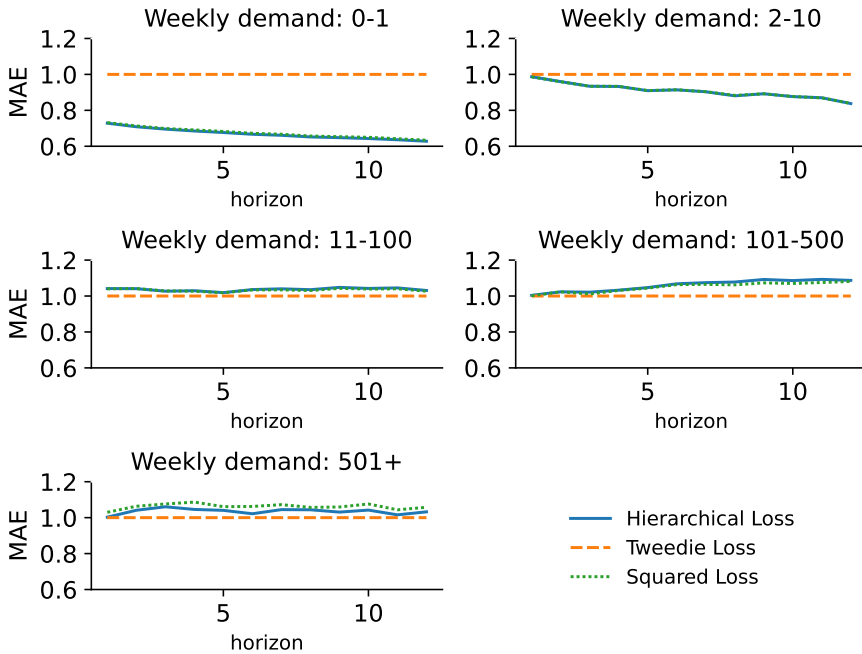 Weekly demand: 0-1
MAE
1.2
1.0
0.8
0.6
5
10
horizon
Weekly demand: 2-10
1.2
1.0
0.8
0.6
5
10
horizon
Weekly demand: 11-100
MAE
1.2
1.0
0.8
0.6
5
10
horizon
Weekly demand: 101-500
1.2
1.0
0.8
0.6
5
10
horizon
Weekly demand: 501+
MAE
1.2
1.0
0.8
0.6
5
10
horizon
Hierarchical Loss
Tweedie Loss
Squared Loss